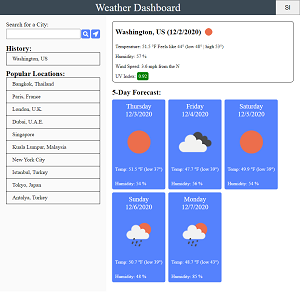 Weather Dashboard
SI
Search for a City:
History:
Washington, US
Popular Locations:
Bangkok, Thailand
Paris, France
London, U.K.
Dubai, U.A.E.
Singapore
Kuala Lumpur, Malaysia
New York City
Istanbul, Turkey
Tokyo, Japan
Antalya, Turkey
Washington, US (12/2/2020)
Temperature: 51.5 °F Feels like 44° (low 48° | high 59°)
Humidity: 57 %
Wind Speed: 3.6 mph from the N
UV Index: 0.92
5-Day Forecast:
Thursday
12/3/2020
Temp: 51.5 °F (low 37°)
Humidity: 54 %
Friday
12/4/2020
Temp: 47.7 °F (low 39°)
Humidity: 56 %
Saturday
12/5/2020
Temp: 49.9 °F (low 39°)
Humidity: 54 %
Sunday
12/6/2020
Temp: 50.7 °F (low 39°)
Humidity: 48 %
Monday
12/7/2020
Temp: 48.7 °F (low 43°)
Humidity: 45 %